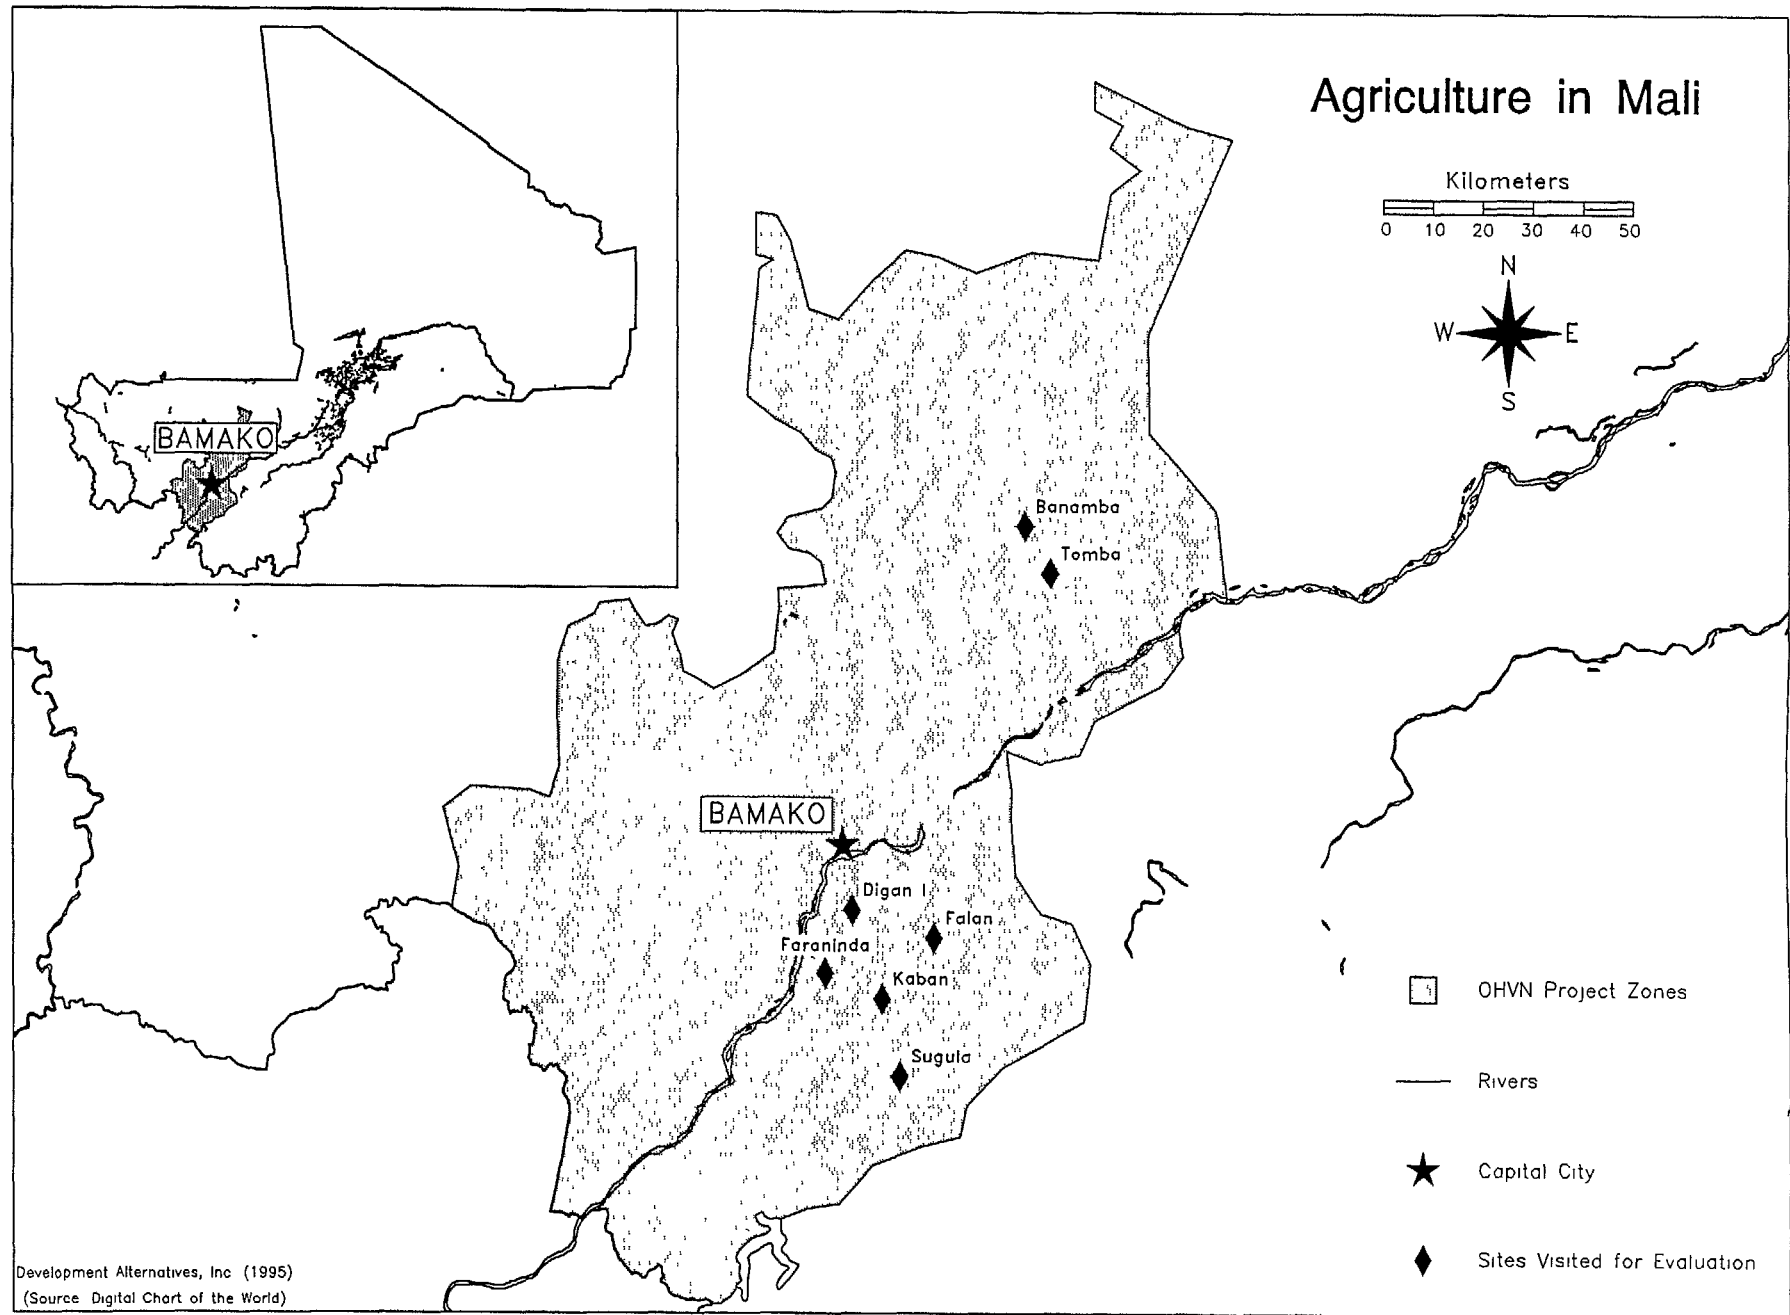 Agriculture in Mali
Kilometers
0 10 20 30 40 50
N
W E
S
BAMAKO
Banamba
Tomba
BAMAKO
Digan I
Falan
Faraninda
Kaban
Sugula
OHVN Project Zones
Rivers
Capital City
Sites Visited for Evaluation
Development Alternatives, Inc (1995)
(Source Digital Chart of the World)